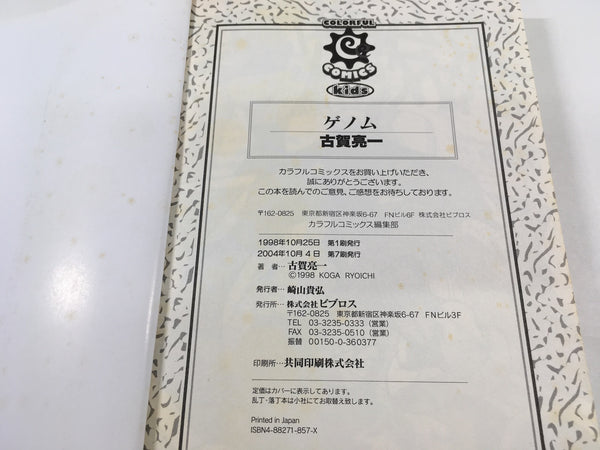 COLORFUL
COMICS
kids
ゲノム
古賀亮一
カラフルコミックスをお買い上げいただき、
誠にありがとうございます。
この本を読んでのご意見、ご感想をお待ちしております。
〒162-0825 東京都新宿区神楽坂6-67 FNビル6F 株式会社ビブロス
カラフルコミックス編集部
1998年10月25日 第1刷発行
2004年10月 4 日 第7刷発行
著 者… 古賀亮一
©1998 KOGA RYOICHI
発行者… 崎山貴弘
発行所… 株式会社ビブロス
〒162-0825 東京都新宿区神楽坂6-67 FNビル3F
TEL 03-3235-0333 (営業)
FAX 03-3235-0510 (営業)
振替 00150-0-360377
印刷所… 共同印刷株式会社
定価はカバーに表示してあります。
乱丁・落丁本は小社にてお取替え致します。
Printed in Japan
ISBN4-88271-857-X